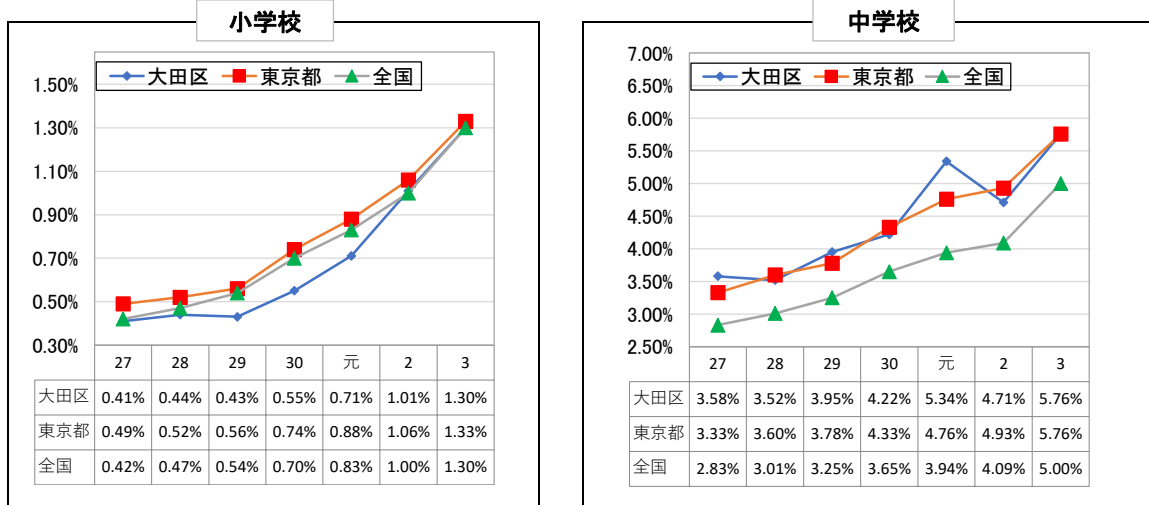 小学校
大田区 東京都 全国
1.50%
1.30%
1.10%
0.90%
0.70%
0.50%
0.30%
27 28 29 30 元 2 3
大田区 0.41% 0.44% 0.43% 0.55% 0.71% 1.01% 1.30%
東京都 0.49% 0.52% 0.56% 0.74% 0.88% 1.06% 1.33%
全国 0.42% 0.47% 0.54% 0.70% 0.83% 1.00% 1.30%
中学校
7.00%
6.50%
大田区 東京都 全国
6.00%
5.50%
5.00%
4.50%
4.00%
3.50%
3.00%
2.50%
27 28 29 30 元 2 3
大田区 3.58% 3.52% 3.95% 4.22% 5.34% 4.71% 5.76%
東京都 3.33% 3.60% 3.78% 4.33% 4.76% 4.93% 5.76%
全国 2.83% 3.01% 3.25% 3.65% 3.94% 4.09% 5.00%